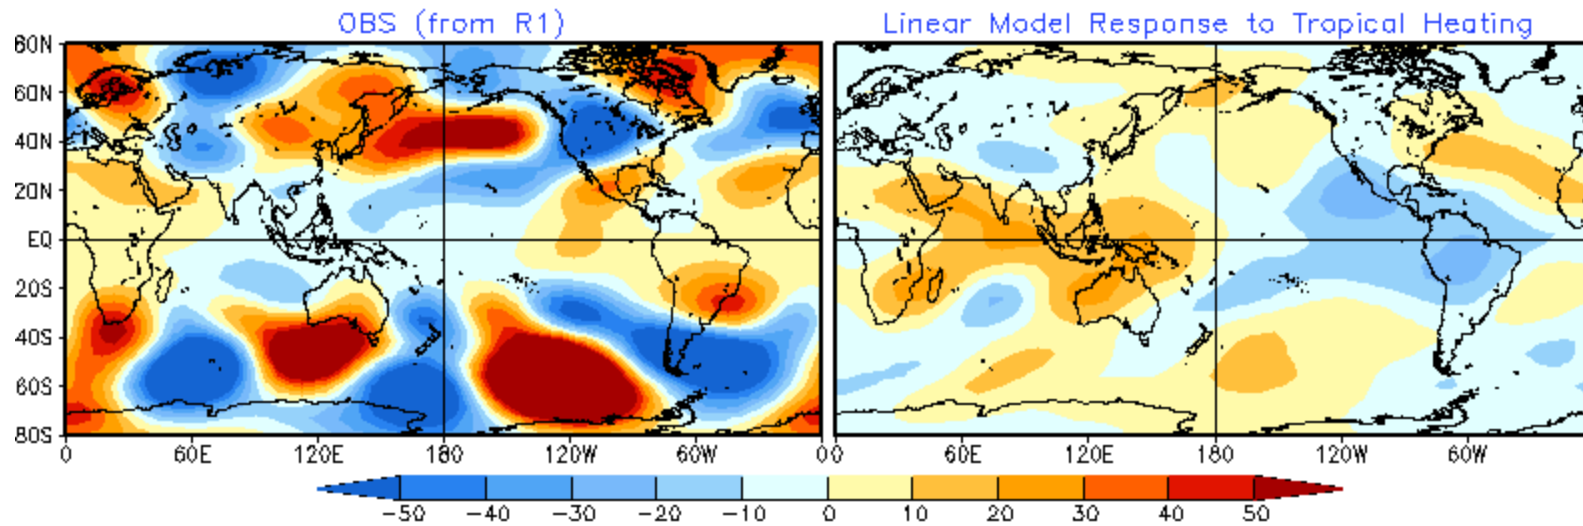 OBS (from R1)
Linear Model Response to Tropical Heating
80N
60N
40N
20N
EQ
20S
40S
60S
80S
0 60E 120E 180 120W 60W 0
0 60E 120E 180 120W 60W
-50 -40 -30 -20 -10 0 10 20 30 40 50